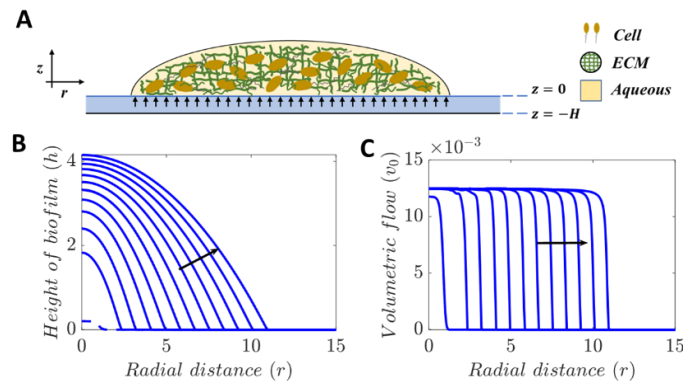 A
z
r
z = 0
z = −H
Cell
ECM
Aqueous
B
Height of biofilm (h)
4
2
0
0 5 10 15
Radial distance (r)
C
×10⁻³
Volumetric flow (v₀)
15
10
5
0
0 5 10 15
Radial distance (r)